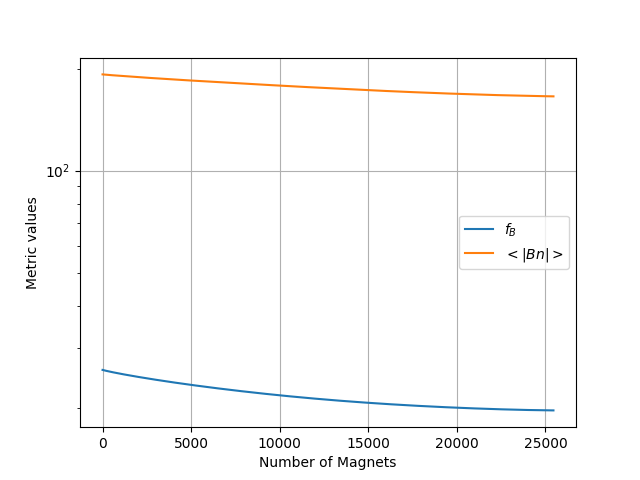 Metric values
10²
f_B
< |Bn| >
0 5000 10000 15000 20000 25000
Number of Magnets